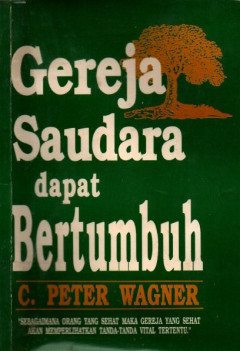 Gereja
Saudara
dapat
Bertumbuh
C. PETER WAGNER
"SEBAGAIMANA ORANG YANG SEHAT MAKA GEREJA YANG SEHAT
AKAN MEMPERLIHATKAN TANDA-TANDA VITAL TERTENTU."